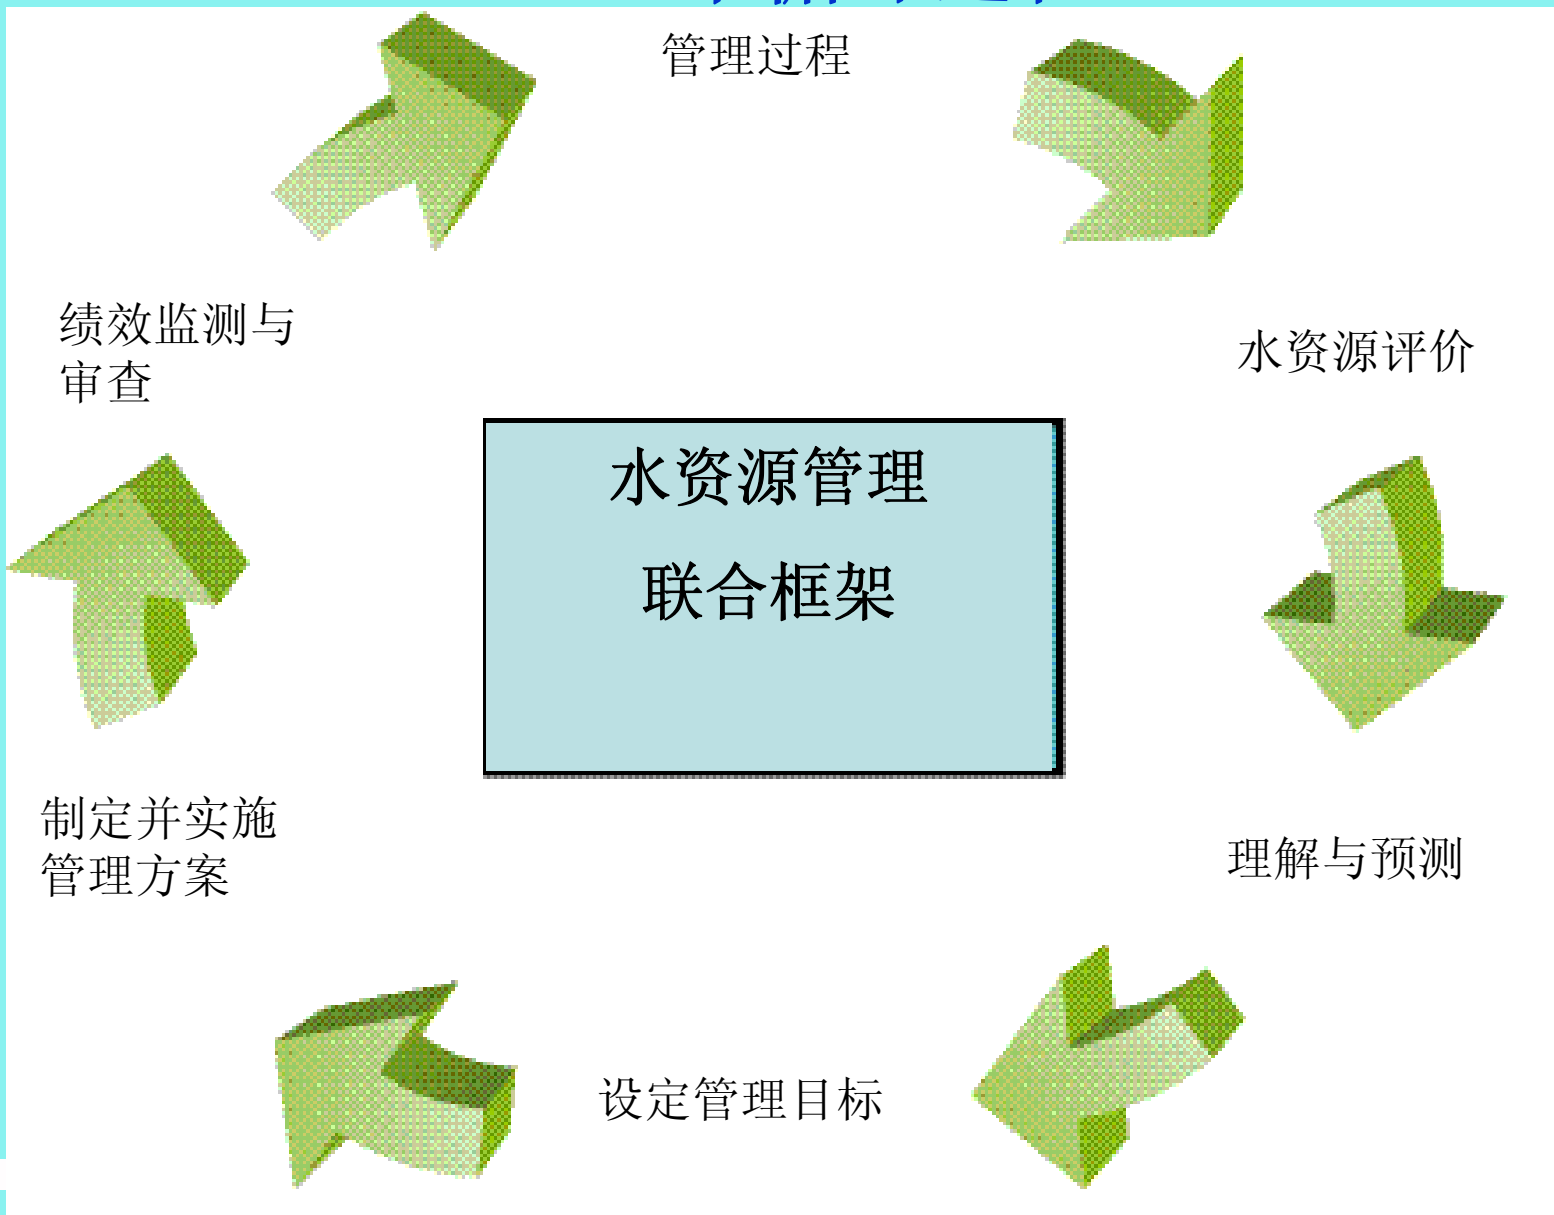 管理过程
绩效监测与
审查
水资源评价
水资源管理
联合框架
制定并实施
管理方案
理解与预测
设定管理目标